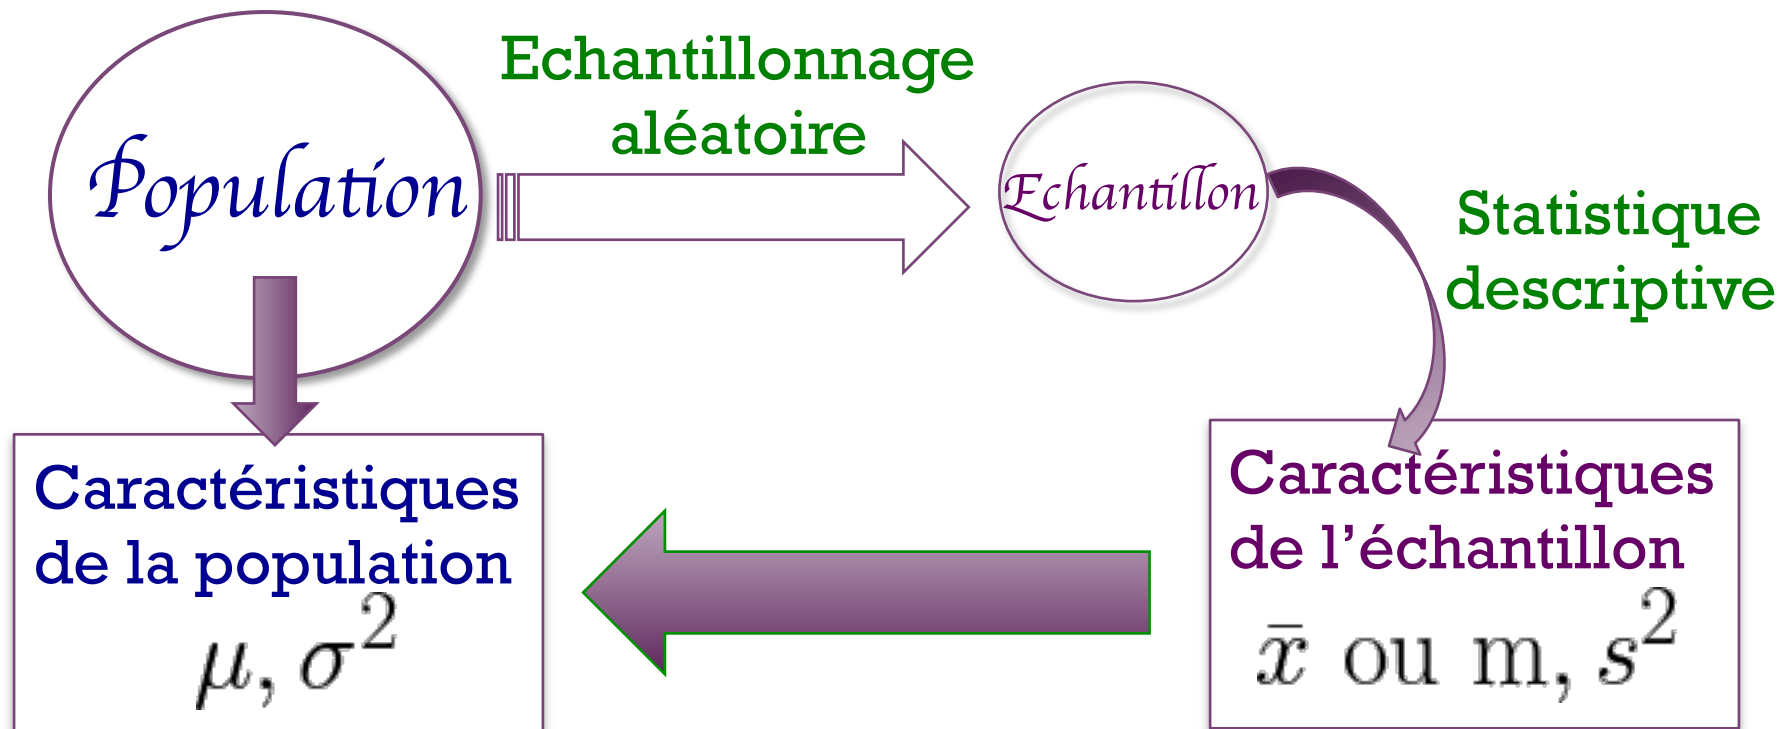 Echantillonnage
aléatoire
Population
Echantillon
Statistique
descriptive
Caractéristiques
de la population
μ, σ²
Caractéristiques
de l’échantillon
x̄ ou m, s²